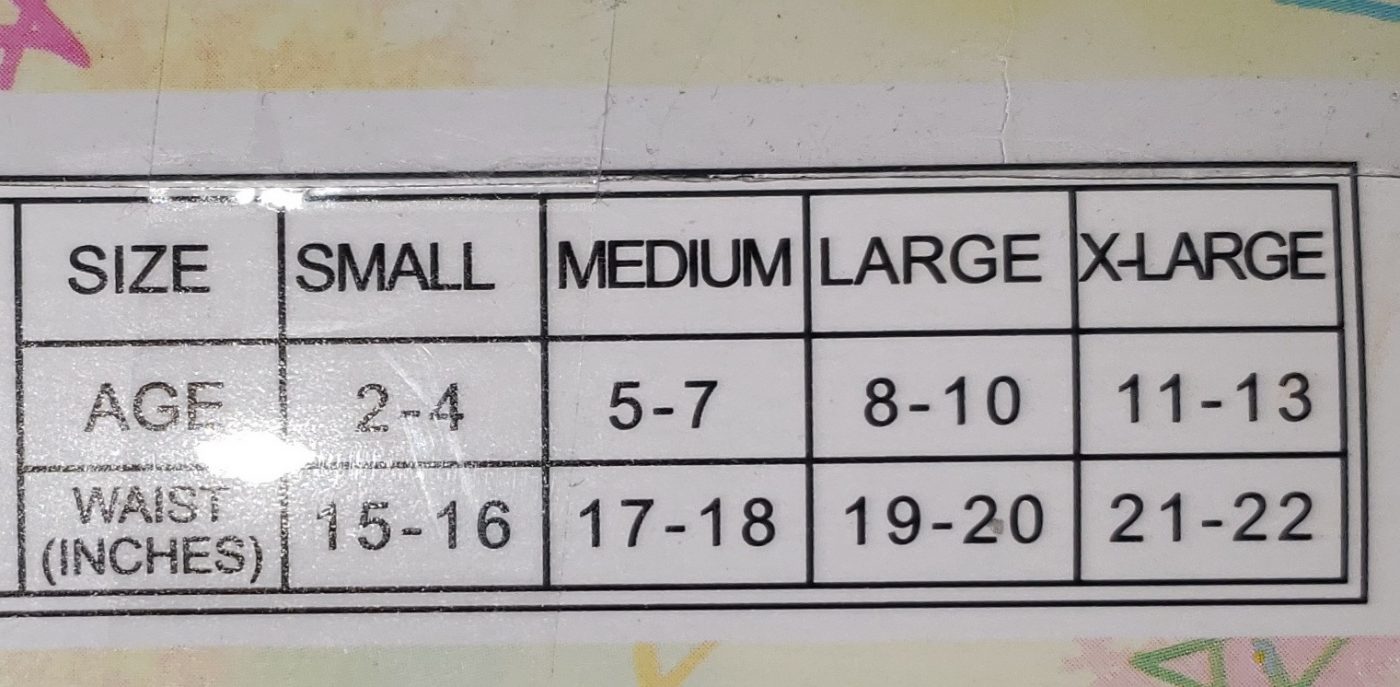 SIZE SMALL MEDIUM LARGE X-LARGE
AGE 2-4 5-7 8-10 11-13
WAIST (INCHES) 15-16 17-18 19-20 21-22